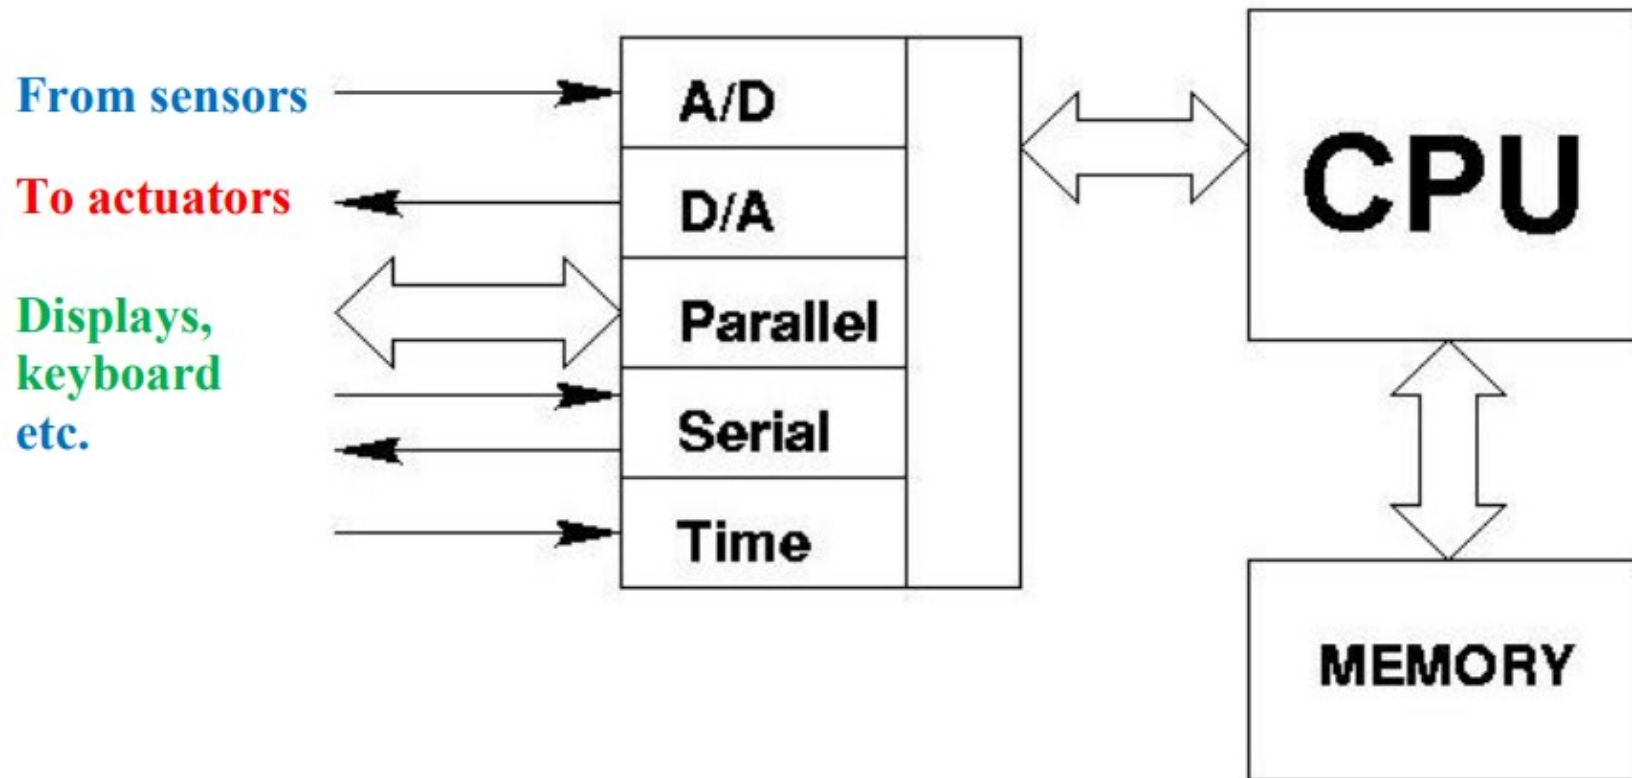 From sensors
To actuators
Displays,
keyboard
etc.
A/D
D/A
Parallel
Serial
Time
CPU
MEMORY